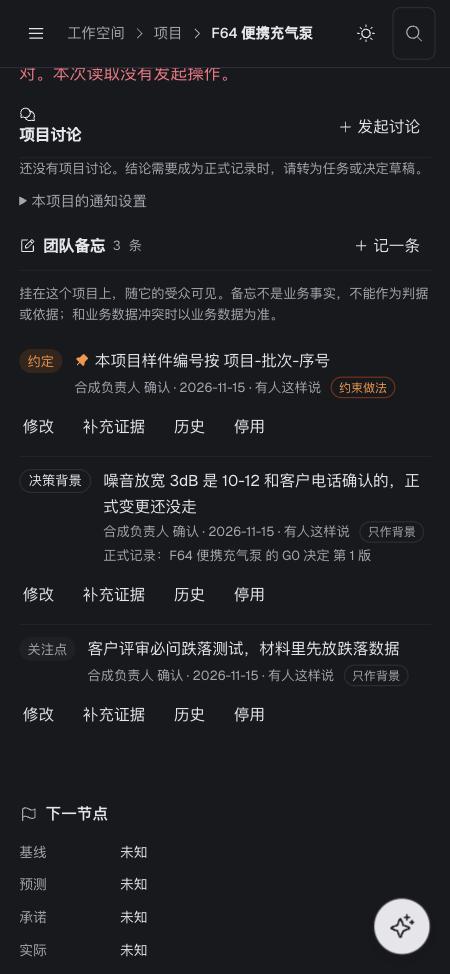 工作空间 > 项目 > F64 便携充气泵
对。本次读取没有发起操作。
项目讨论
+ 发起讨论
还没有项目讨论。结论需要成为正式记录时，请转为任务或决定草稿。
▶ 本项目的通知设置
团队备忘 3 条
+ 记一条
挂在这个项目上，随它的受众可见。备忘不是业务事实，不能作为判据
或依据；和业务数据冲突时以业务数据为准。
约定 本项目样件编号按 项目-批次-序号
合成负责人 确认 · 2026-11-15 · 有人这样说 约束做法
修改 补充证据 历史 停用
决策背景 噪音放宽 3dB 是 10-12 和客户电话确认的，正
式变更还没走
合成负责人 确认 · 2026-11-15 · 有人这样说 只作背景
正式记录：F64 便携充气泵 的 G0 决定 第 1 版
修改 补充证据 历史 停用
关注点 客户评审必问跌落测试，材料里先放跌落数据
合成负责人 确认 · 2026-11-15 · 有人这样说 只作背景
修改 补充证据 历史 停用
下一节点
基线 未知
预测 未知
承诺 未知
实际 未知